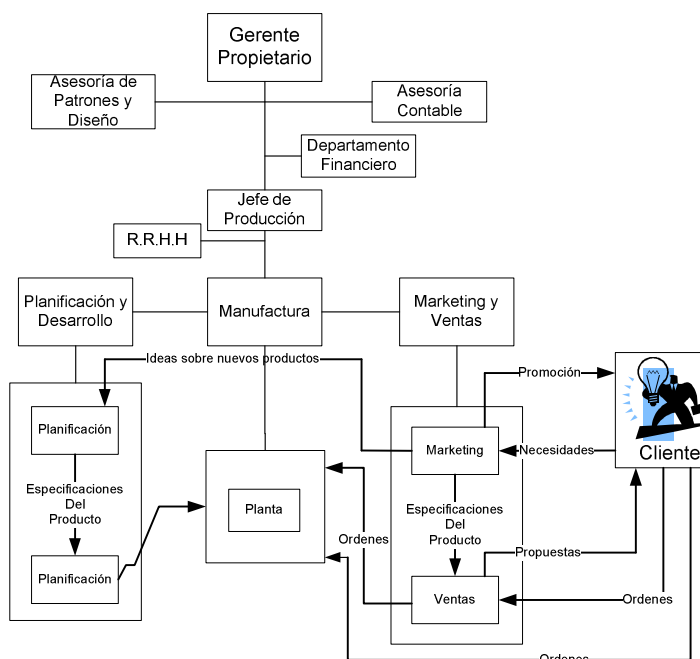 Gerente
Propietario
Asesoría de
Patrones y
Diseño
Asesoría
Contable
Departamento
Financiero
Jefe de
Producción
R.R.H.H
Planificación y
Desarrollo
Manufactura
Marketing y
Ventas
Ideas sobre nuevos productos
Promoción
Planificación
Marketing
Necesidades
Cliente
Especificaciones
Del
Producto
Planta
Especificaciones
Del
Producto
Ordenes
Propuestas
Planificación
Ventas
Ordenes
Ordenes